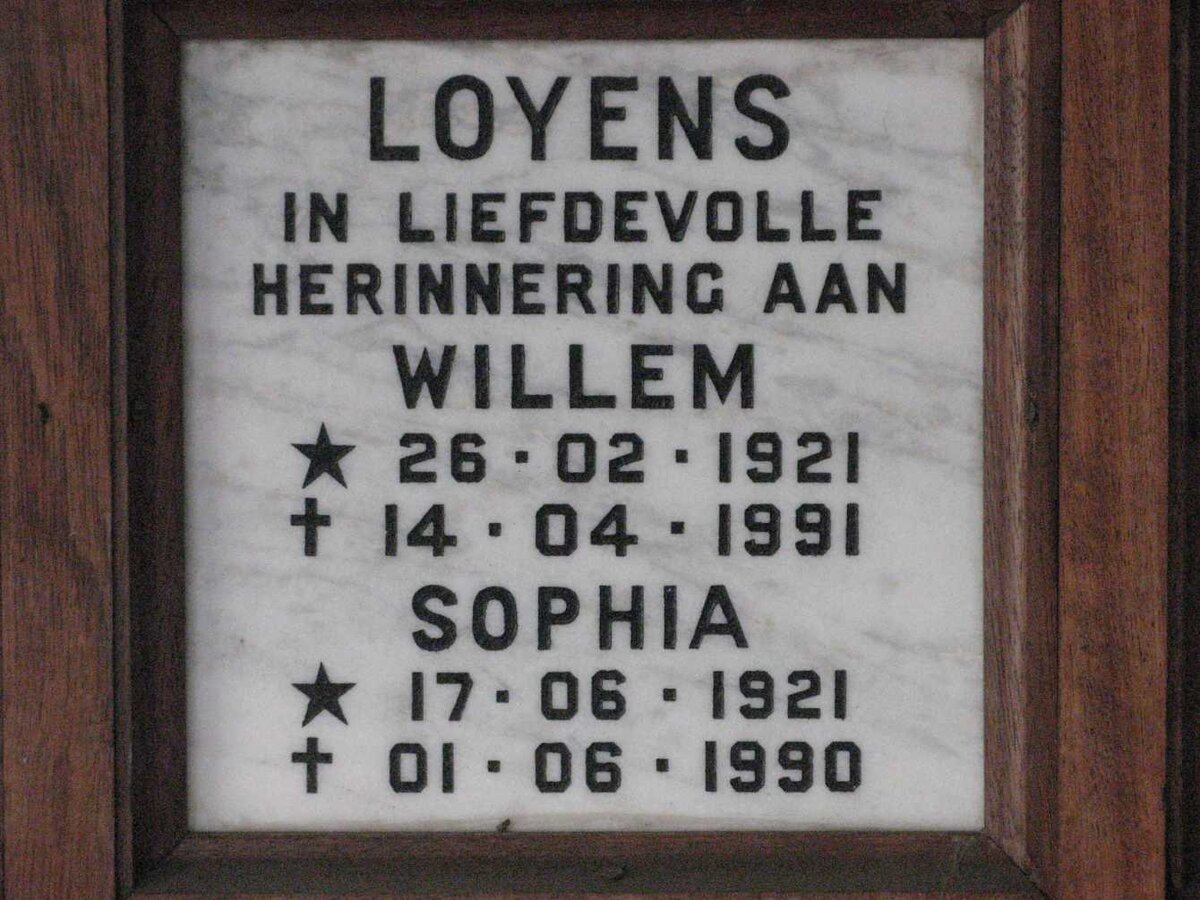 LOYENS
IN LIEFDEVOLLE
HERINNERING AAN
WILLEM
★ 26·02·1921
✝ 14·04·1991
SOPHIA
★ 17·06·1921
✝ 01·06·1990